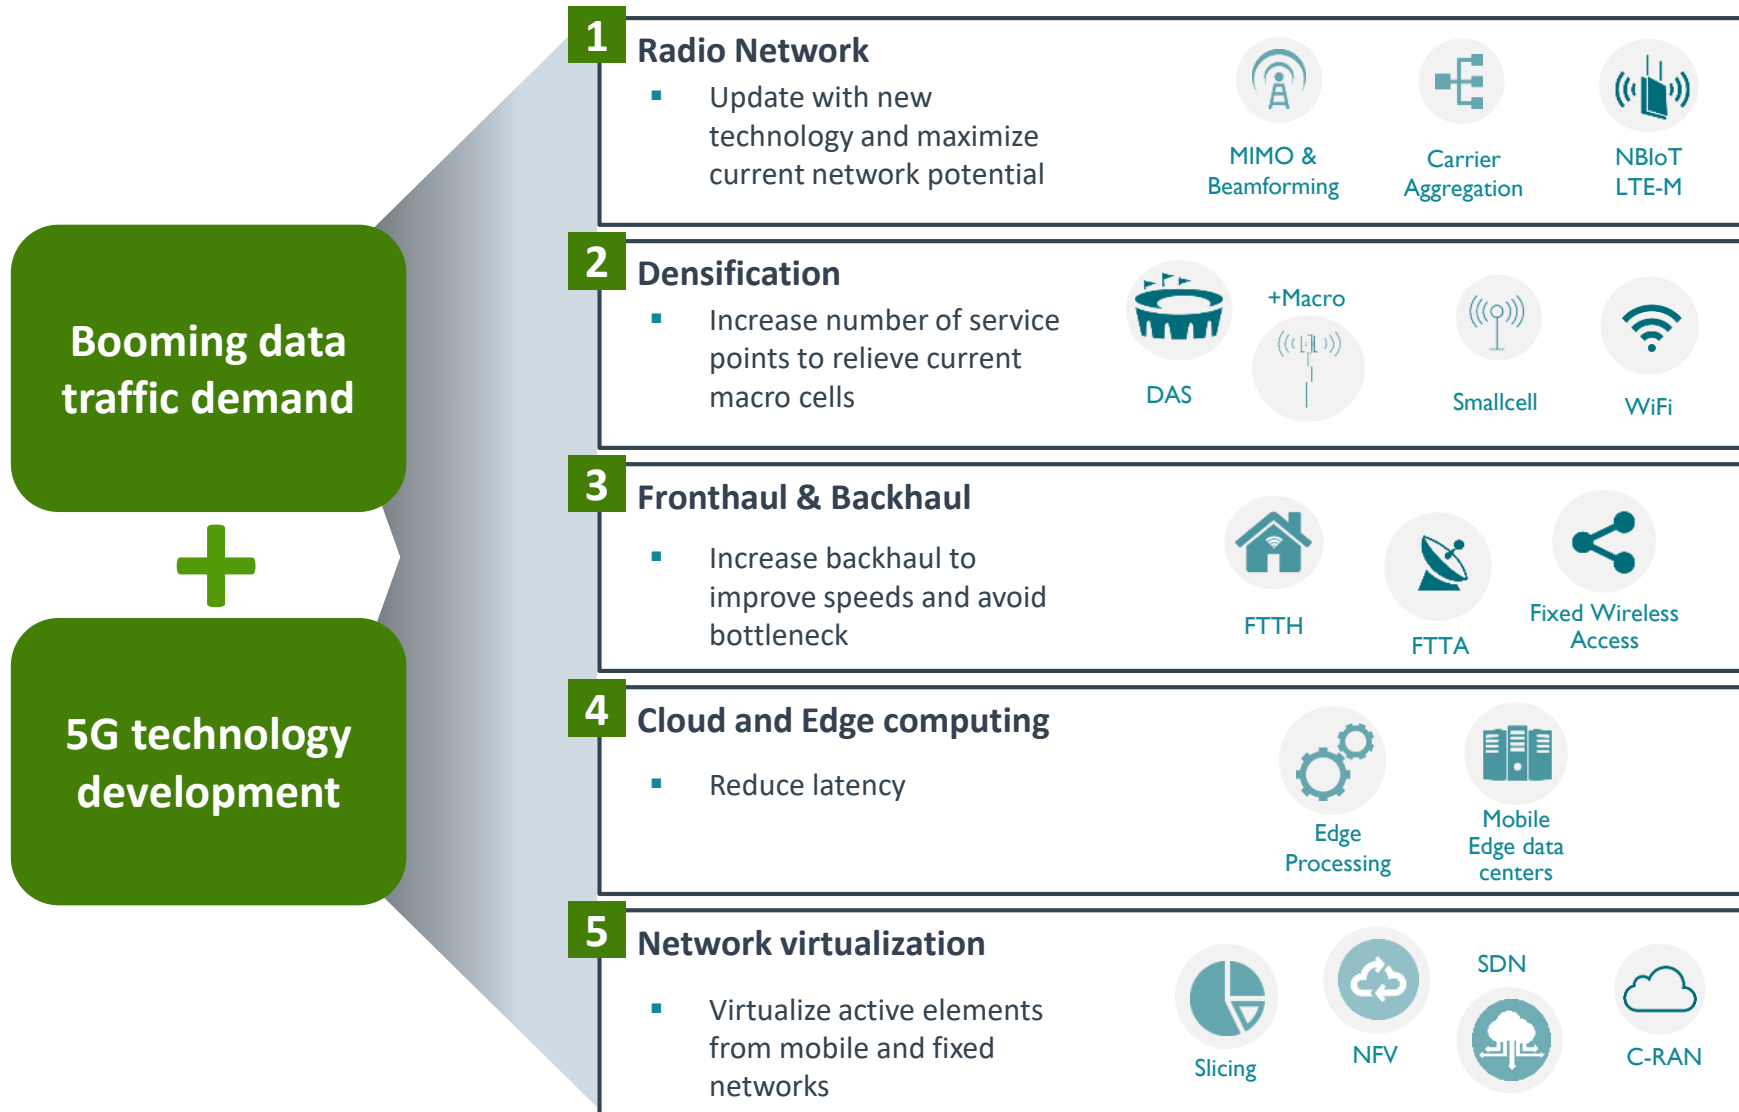 Booming data
traffic demand
+
5G technology
development
1
Radio Network
▪ Update with new
technology and maximize
current network potential
MIMO &
Beamforming
Carrier
Aggregation
NBIoT
LTE-M
2
Densification
▪ Increase number of service
points to relieve current
macro cells
DAS
+Macro
Smallcell
WiFi
3
Fronthaul & Backhaul
▪ Increase backhaul to
improve speeds and avoid
bottleneck
FTTH
FTTA
Fixed Wireless
Access
4
Cloud and Edge computing
▪ Reduce latency
Edge
Processing
Mobile
Edge data
centers
5
Network virtualization
▪ Virtualize active elements
from mobile and fixed
networks
Slicing
NFV
SDN
C-RAN